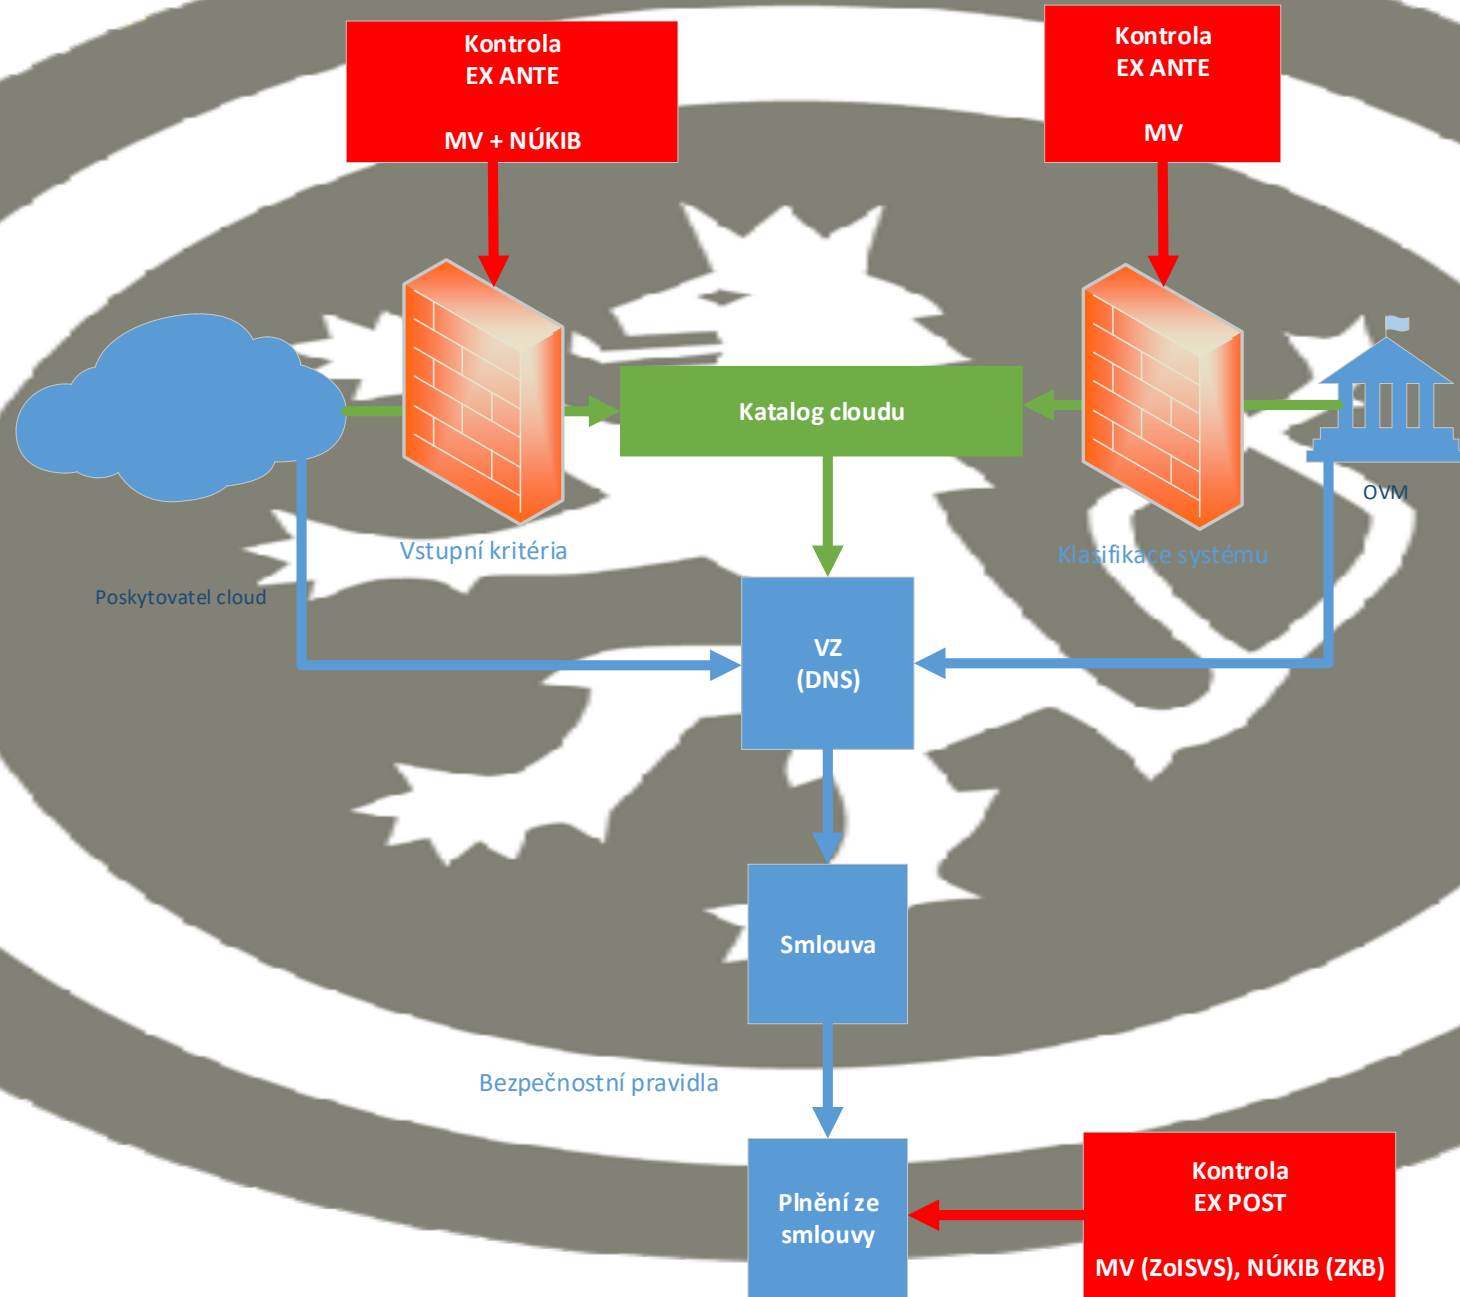 Kontrola
EX ANTE
MV + NÚKIB
Kontrola
EX ANTE
MV
Katalog cloudu
OVM
Vstupní kritéria
Klasifikace systému
Poskytovatel cloud
VZ
(DNS)
Smlouva
Bezpečnostní pravidla
Plnění ze
smlouvy
Kontrola
EX POST
MV (ZoISVS), NÚKIB (ZKB)